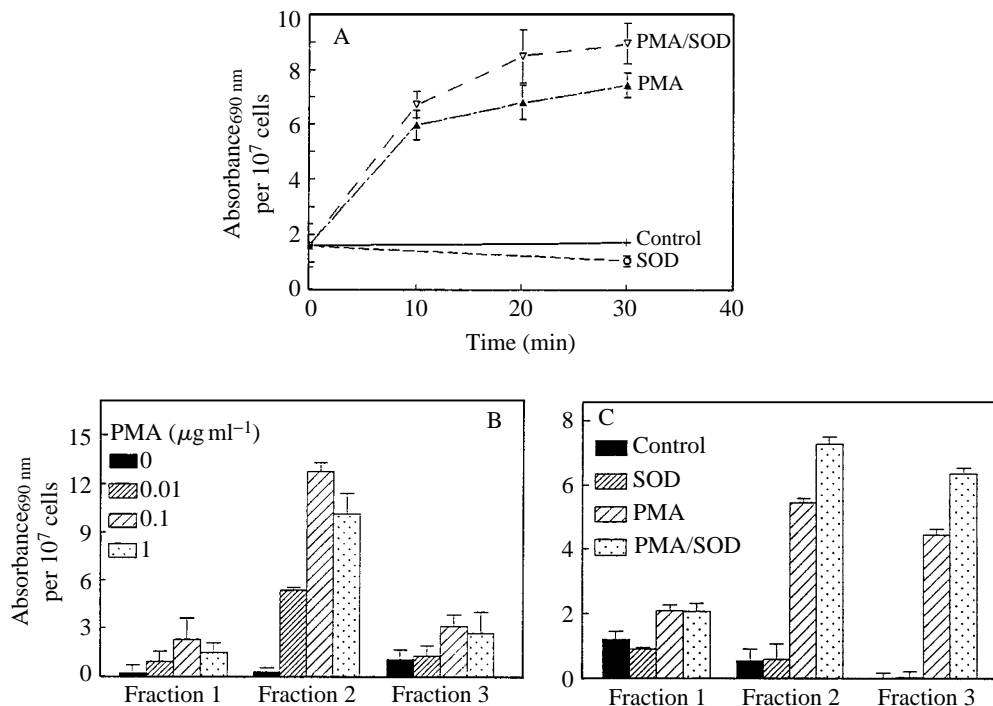 A
10
8
6
4
2
0
Absorbance690 nm
per 10⁷ cells
PMA/SOD
PMA
Control
SOD
0 10 20 30 40
Time (min)
B
PMA (μg ml⁻¹)
0
0.01
0.1
1
15
12
9
6
3
0
Absorbance690 nm
per 10⁷ cells
Fraction 1 Fraction 2 Fraction 3
C
Control
SOD
PMA
PMA/SOD
8
6
4
2
0
Fraction 1 Fraction 2 Fraction 3